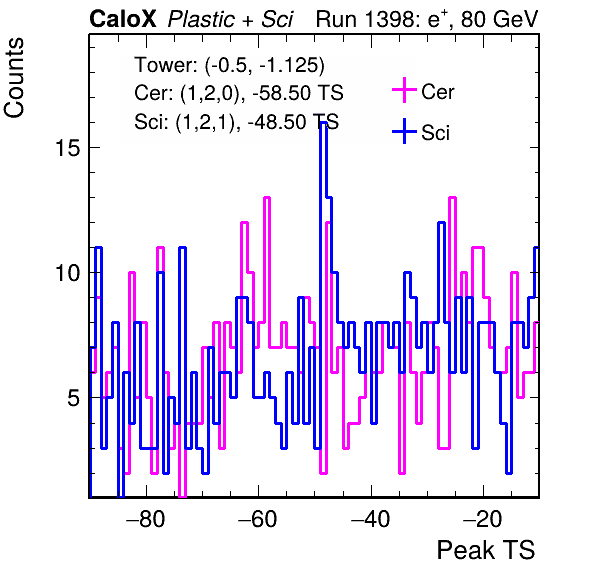 CaloX Plastic + Sci Run 1398: e+, 80 GeV
Counts
Tower: (-0.5, -1.125)
Cer: (1,2,0), -58.50 TS
Sci: (1,2,1), -48.50 TS
Cer
Sci
15
10
5
−80 −60 −40 −20
Peak TS